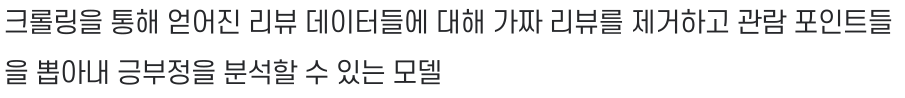 크롤링을 통해 얻어진 리뷰 데이터들에 대해 가짜 리뷰를 제거하고 관람 포인트들
을 뽑아내 긍부정을 분석할 수 있는 모델